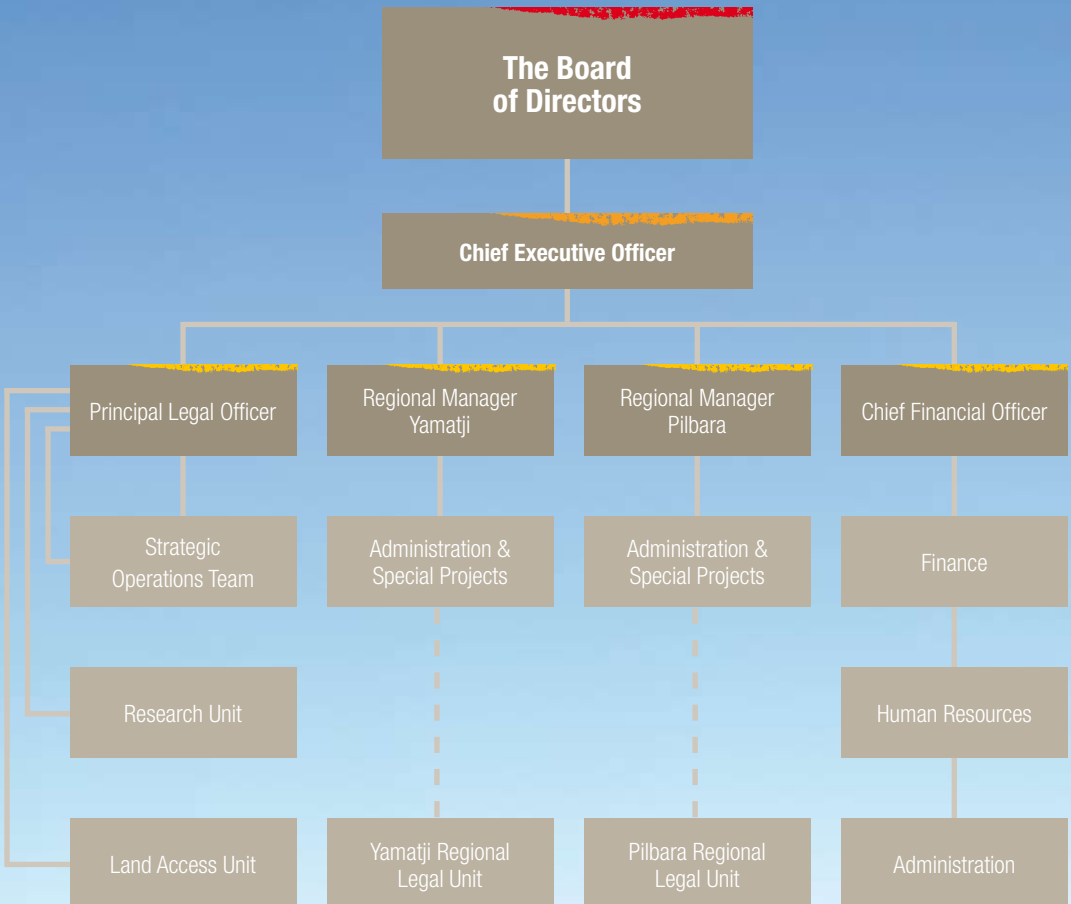 The Board
of Directors
Chief Executive Officer
Principal Legal Officer
Regional Manager
Yamatji
Regional Manager
Pilbara
Chief Financial Officer
Strategic
Operations Team
Administration &
Special Projects
Administration &
Special Projects
Finance
Research Unit
Human Resources
Land Access Unit
Yamatji Regional
Legal Unit
Pilbara Regional
Legal Unit
Administration